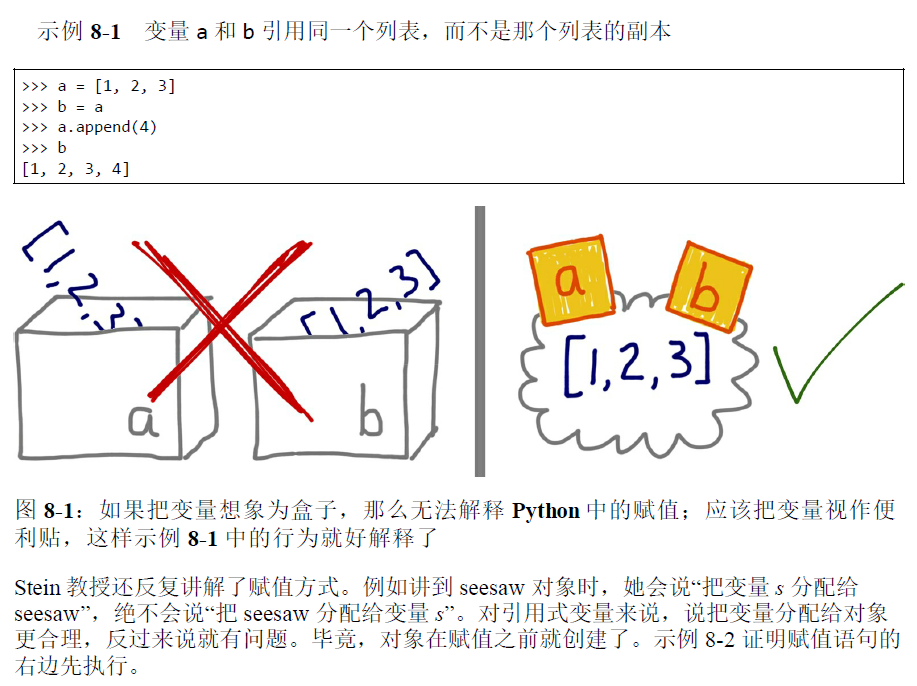 示例 8-1 变量 a 和 b 引用同一个列表，而不是那个列表的副本
>>> a = [1, 2, 3]
>>> b = a
>>> a.append(4)
>>> b
[1, 2, 3, 4]
[1, 2, 3]
[1, 2, 3]
a
b
a
b
[1, 2, 3]
图 8-1：如果把变量想象为盒子，那么无法解释 Python 中的赋值；应该把变量视作便
利贴，这样示例 8-1 中的行为就好解释了
Stein 教授还反复讲解了赋值方式。例如讲到 seesaw 对象时，她会说“把变量 s 分配给
seesaw”，绝不会说“把 seesaw 分配给变量 s”。对引用式变量来说，说把变量分配给对象
更合理，反过来说就有问题。毕竟，对象在赋值之前就创建了。示例 8-2 证明赋值语句的
右边先执行。